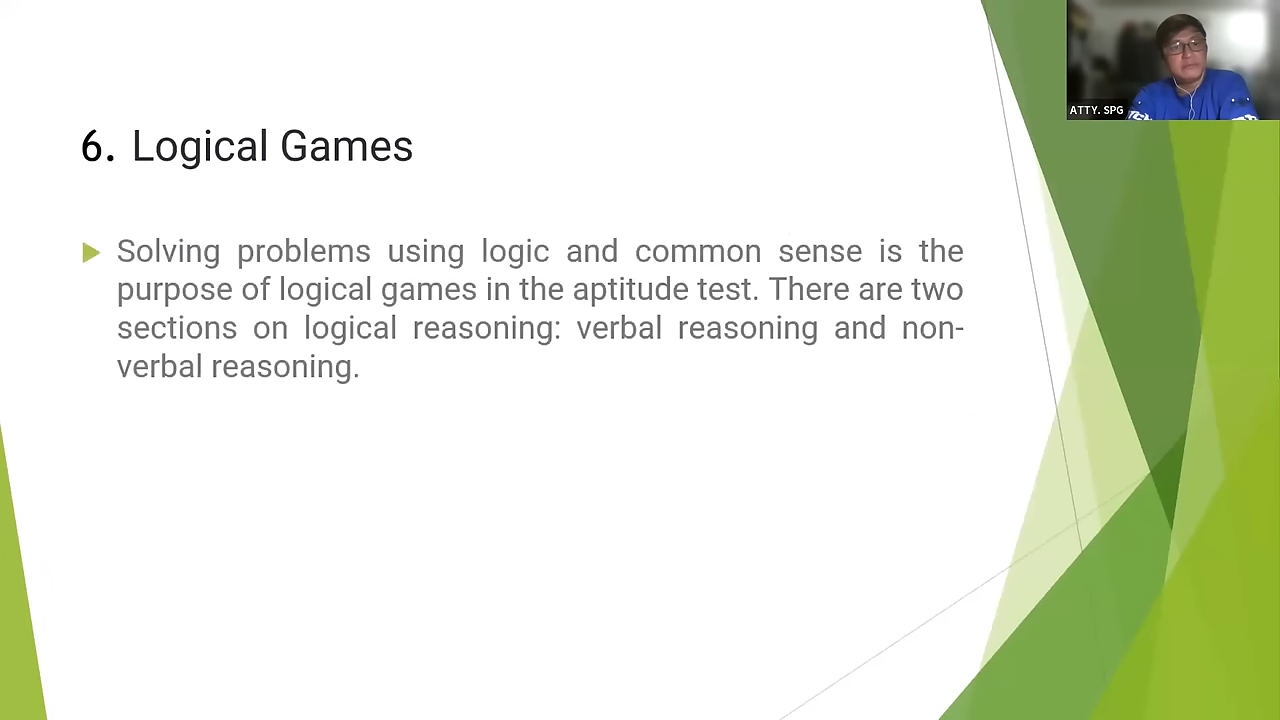 6. Logical Games
Solving problems using logic and common sense is the
purpose of logical games in the aptitude test. There are two
sections on logical reasoning: verbal reasoning and non-
verbal reasoning.
ATTY. SPG